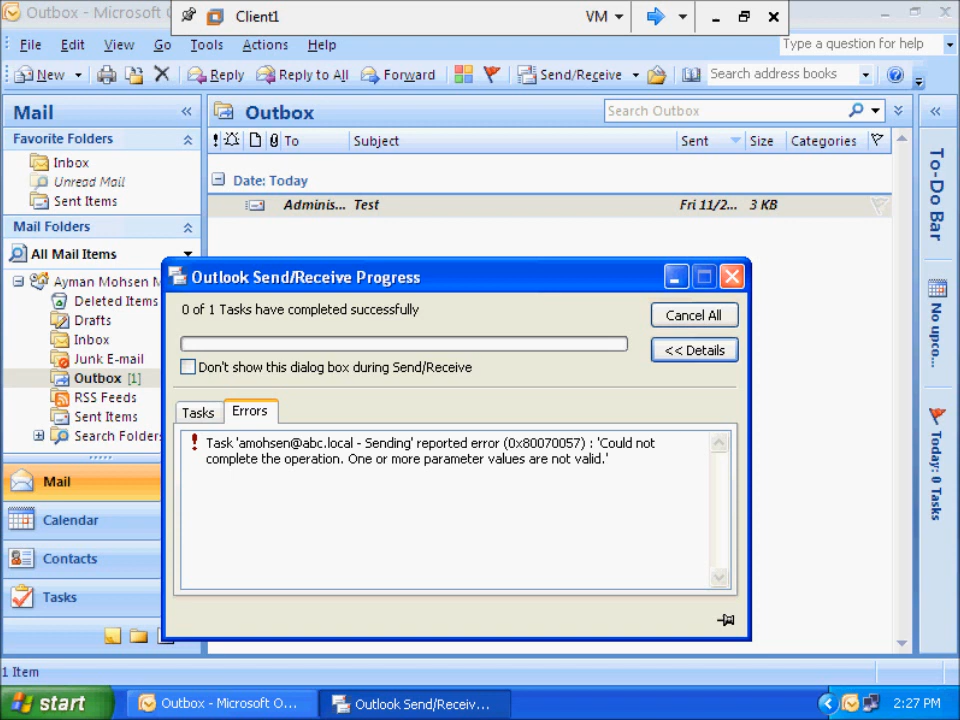 Outbox - Microsoft
Client1
VM
File Edit View Go Tools Actions Help
Type a question for help
New Reply Reply to All Forward Send/Receive Search address books
Mail «
Outbox
Search Outbox
Favorite Folders
! To Subject Sent Size Categories
Inbox
Unread Mail
Sent Items
Date: Today
Adminis... Test Fri 11/2... 3 KB
Mail Folders
All Mail Items
Ayman Mohsen M
Deleted Items
Drafts
Inbox
Junk E-mail
Outbox [1]
RSS Feeds
Sent Items
Search Folders
Mail
Calendar
Contacts
Tasks
Outlook Send/Receive Progress
0 of 1 Tasks have completed successfully
Cancel All
<< Details
Don't show this dialog box during Send/Receive
Tasks Errors
Task 'amohsen@abc.local - Sending' reported error (0x80070057) : 'Could not
complete the operation. One or more parameter values are not valid.'
«
To-Do Bar
No upco...
Today: 0 Tasks
1 Item
start
Outbox - Microsoft O...
Outlook Send/Receiv...
2:27 PM